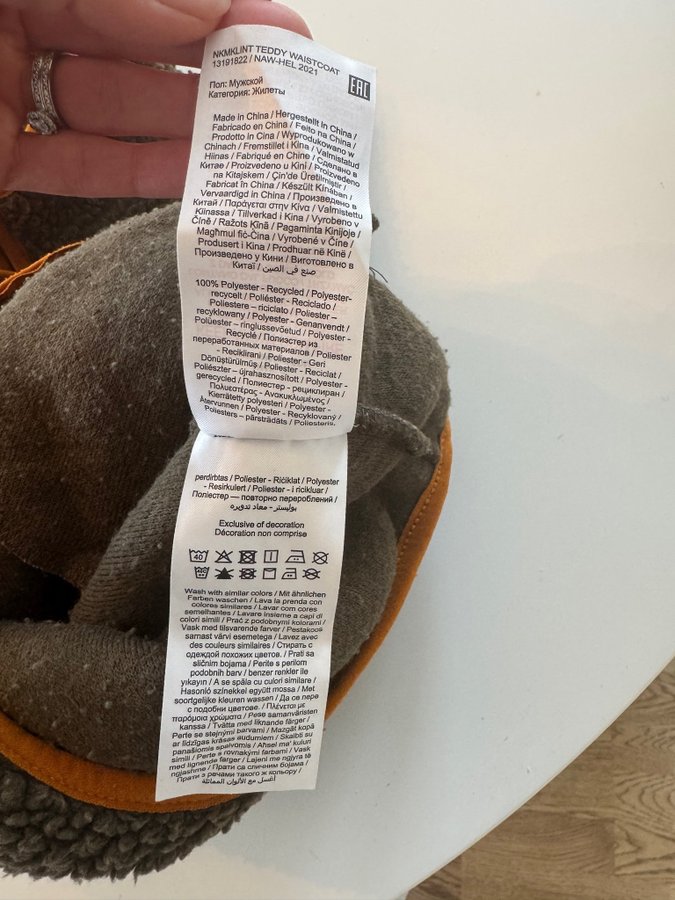 NKMKLINT TEDDY WAISTCOAT
13191822 / NAW-HEL 2021
EAC
Пол: Мужской
Категория: Жилеты
Made in China / Hergestellt in China /
Fabricado en China / Feito na China /
Prodotto in Cina / Wyprodukowano w
Chinach / Fremstillet i Kina / Valmistatud
Hiinas / Fabriqué en Chine / Сделано в
Китае / Proizvedeno u Kini / Proizvedeno
na Kitajskem / Çin'de Üretilmiştir /
Fabricat în China / Készült Kínában /
Vervaardigd in China / Произведено в
Китай / Παράγεται στην Κίνα / Valmistettu
Kiinassa / Tillverkad i Kina / Vyrobeno v
Číně / Ražots Ķīnā / Pagaminta Kinijoje /
Magħmul fiċ-Ċina / Vyrobené v Číne /
Produsert i Kina / Prodhuar në Kinë /
Произведено у Кини / Виготовлено в
Китаї / صنع في الصين
100% Polyester - Recycled / Polyester-
recycelt / Poliéster - Reciclado /
Poliestere – riciclato / Poliester –
recyklowany / Polyester - Genanvendt /
Polüester – ringlussevõetud / Polyester -
Recyclé / Полиэстер из
переработанных материалов / Poliester
- Reciklirani / Poliester - Geri
Dönüştürülmüş / Poliester - Reciclat /
Poliészter – újrahasznosított / Polyester -
gerecycled / Полиестер - рециклиран /
Πολυεστέρας - Ανακυκλωμένος /
Kierrätetty polyesteri / Polyester -
Återvunnen / Polyester - Recyklovaný /
Poliesters – pārstrādāts / Poliesteris,
perdirbtas / Poliester - Riċiklat / Polyester
- Resirkulert / Poliester - i ricikluar /
Поліестер — повторно перероблений /
بوليستر - معاد تدويره
Exclusive of decoration
Décoration non comprise
40
Wash with similar colors / Mit ähnlichen
Farben waschen / Lava la prenda con
colores similares / Lavar com cores
semelhantes / Lavare insieme a capi di
colori simili / Prać z podobnymi kolorami /
Vask med tilsvarende farver / Pestakoos
samast värvi esemetega / Lavez avec
des couleurs similaires / Стирать с
одеждой похожих цветов. / Prati sa
sličnim bojama / Perite s perilom
podobnih barv / benzer renkler ile
yıkayın / A se spăla cu culori similare /
Hasonló színekkel együtt mossa / Met
soortgelijke kleuren wassen / Да се пере
с подобни цветове. / Πλένεται με
παρόμοια χρώματα / Pese samanväristen
kanssa / Tvätta med liknande färger /
Perte se stejnými barvami / Mazgāt kopā
ar līdzīgas krāsas audumiem / Skalbti su
panašiomis spalvomis / Aħsel ma' kuluri
simili / Perte s rovnakými farbami / Vask
med lignende farger / Lajeni me ngjyra të
ngjashme / Прати са сличним бојама /
Прати з речами такого ж кольору /
اغسل مع الألوان المماثلة